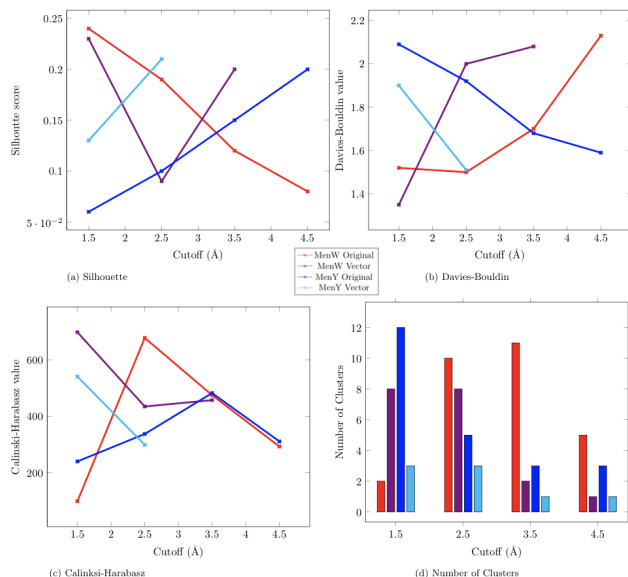 0.25
0.2
0.15
0.1
5 · 10⁻²
Silhoutte score
1.5 2 2.5 3 3.5 4 4.5
Cutoff (Å)
(a) Silhouette
2.2
2
1.8
1.6
1.4
Davies-Bouldin value
1.5 2 2.5 3 3.5 4 4.5
Cutoff (Å)
(b) Davies-Bouldin
MenW Original
MenW Vector
MenY Original
MenY Vector
600
400
200
Calinski-Harabasz value
1.5 2 2.5 3 3.5 4 4.5
Cutoff (Å)
(c) Calinksi-Harabasz
12
10
8
6
4
2
0
Number of Clusters
1.5 2.5 3.5 4.5
Cutoff (Å)
(d) Number of Clusters